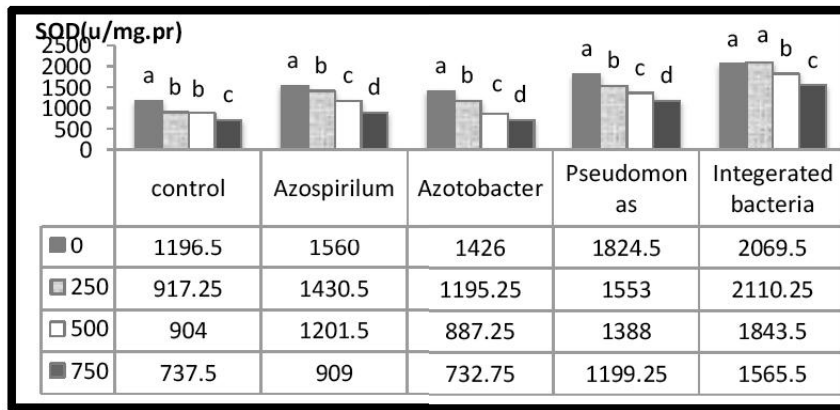 SOD(u/mg.pr)
2500
2000
1500
1000
500
0
a b b c a b c d a b c d a b c d a a b c
control Azospirilum Azotobacter Pseudomon
as Integerated
bacteria
0 1196.5 1560 1426 1824.5 2069.5
250 917.25 1430.5 1195.25 1553 2110.25
500 904 1201.5 887.25 1388 1843.5
750 737.5 909 732.75 1199.25 1565.5